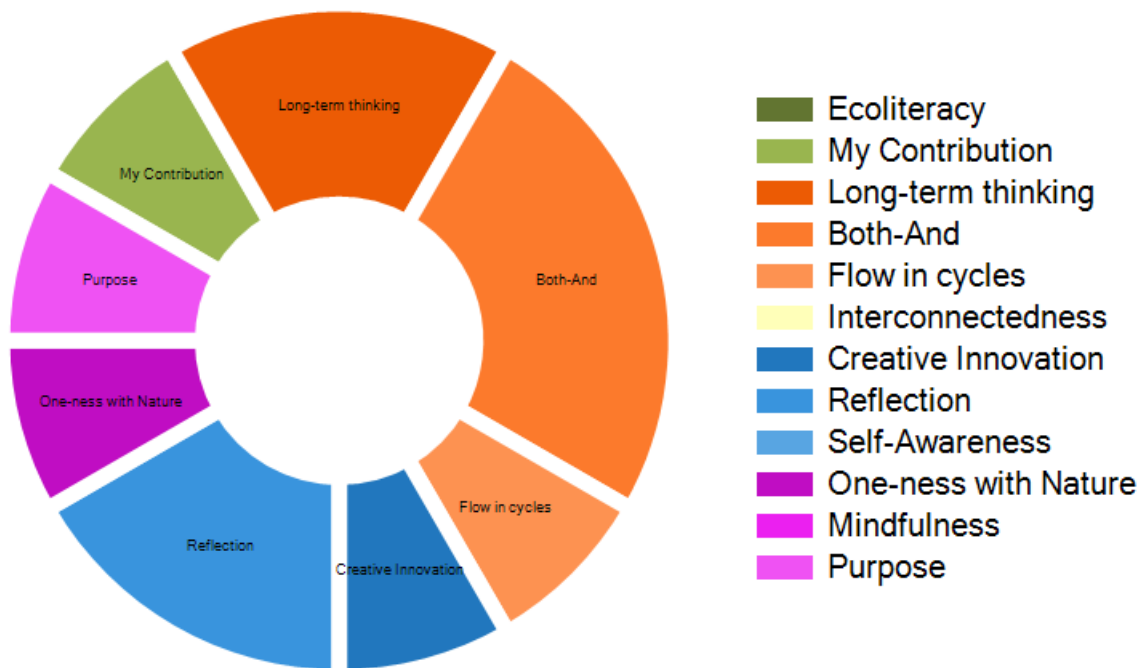 Long-term thinking
My Contribution
Purpose
Both-And
One-ness with Nature
Flow in cycles
Reflection
Creative Innovation
Ecoliteracy
My Contribution
Long-term thinking
Both-And
Flow in cycles
Interconnectedness
Creative Innovation
Reflection
Self-Awareness
One-ness with Nature
Mindfulness
Purpose